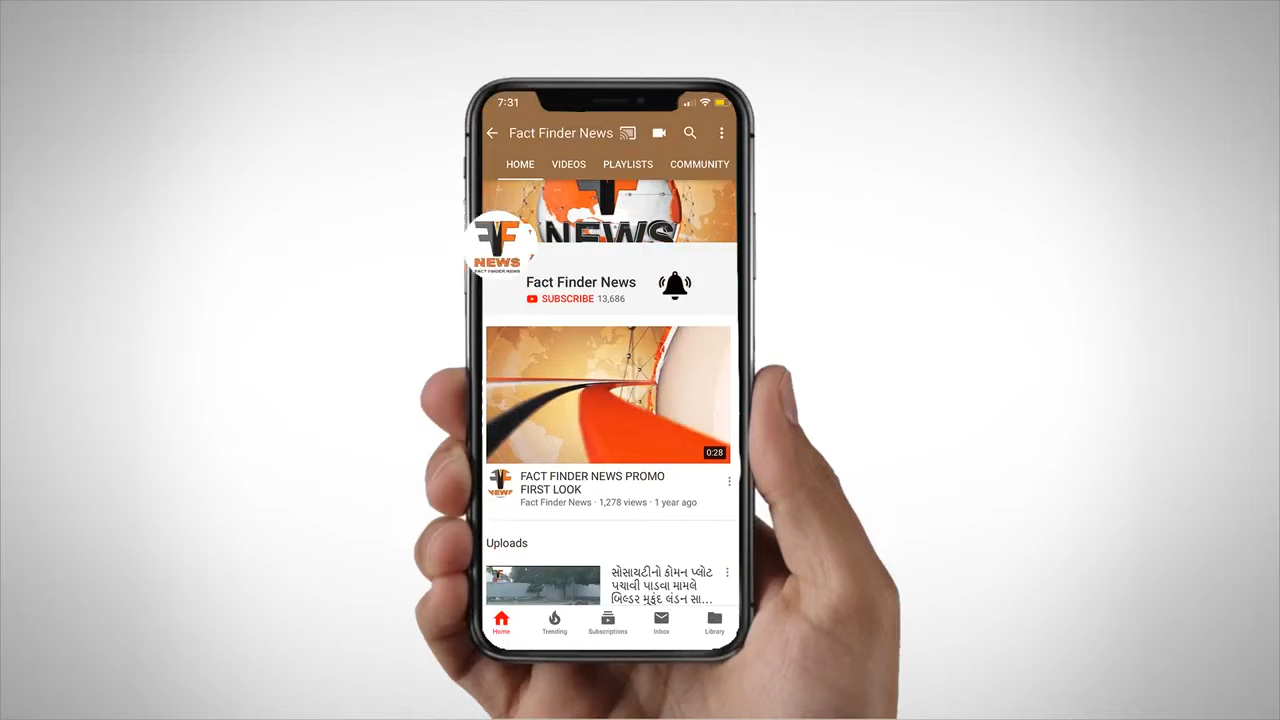 7:31
Fact Finder News
HOME VIDEOS PLAYLISTS COMMUNITY
NEWS
FF
NEWS
FACT FINDER NEWS
Fact Finder News
SUBSCRIBE 13,686
0:28
FACT FINDER NEWS PROMO
FIRST LOOK
Fact Finder News · 1,278 views · 1 year ago
Uploads
સોસાયટીનો કોમન પ્લોટ
પચાવી પાડવા મામલે
બિલ્ડર મુકુંદ લંડન સા...
Home Trending Subscriptions Inbox Library